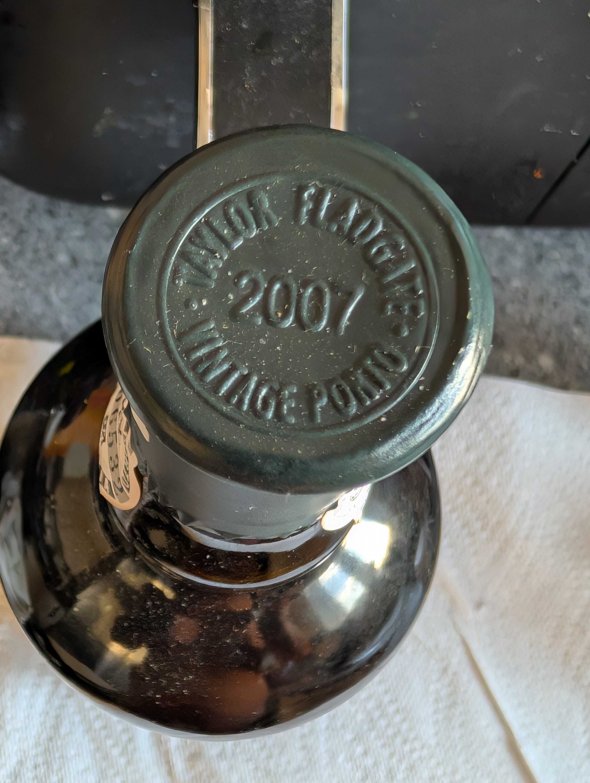 TAYLOR FLADGATE
2007
VINTAGE PORTO